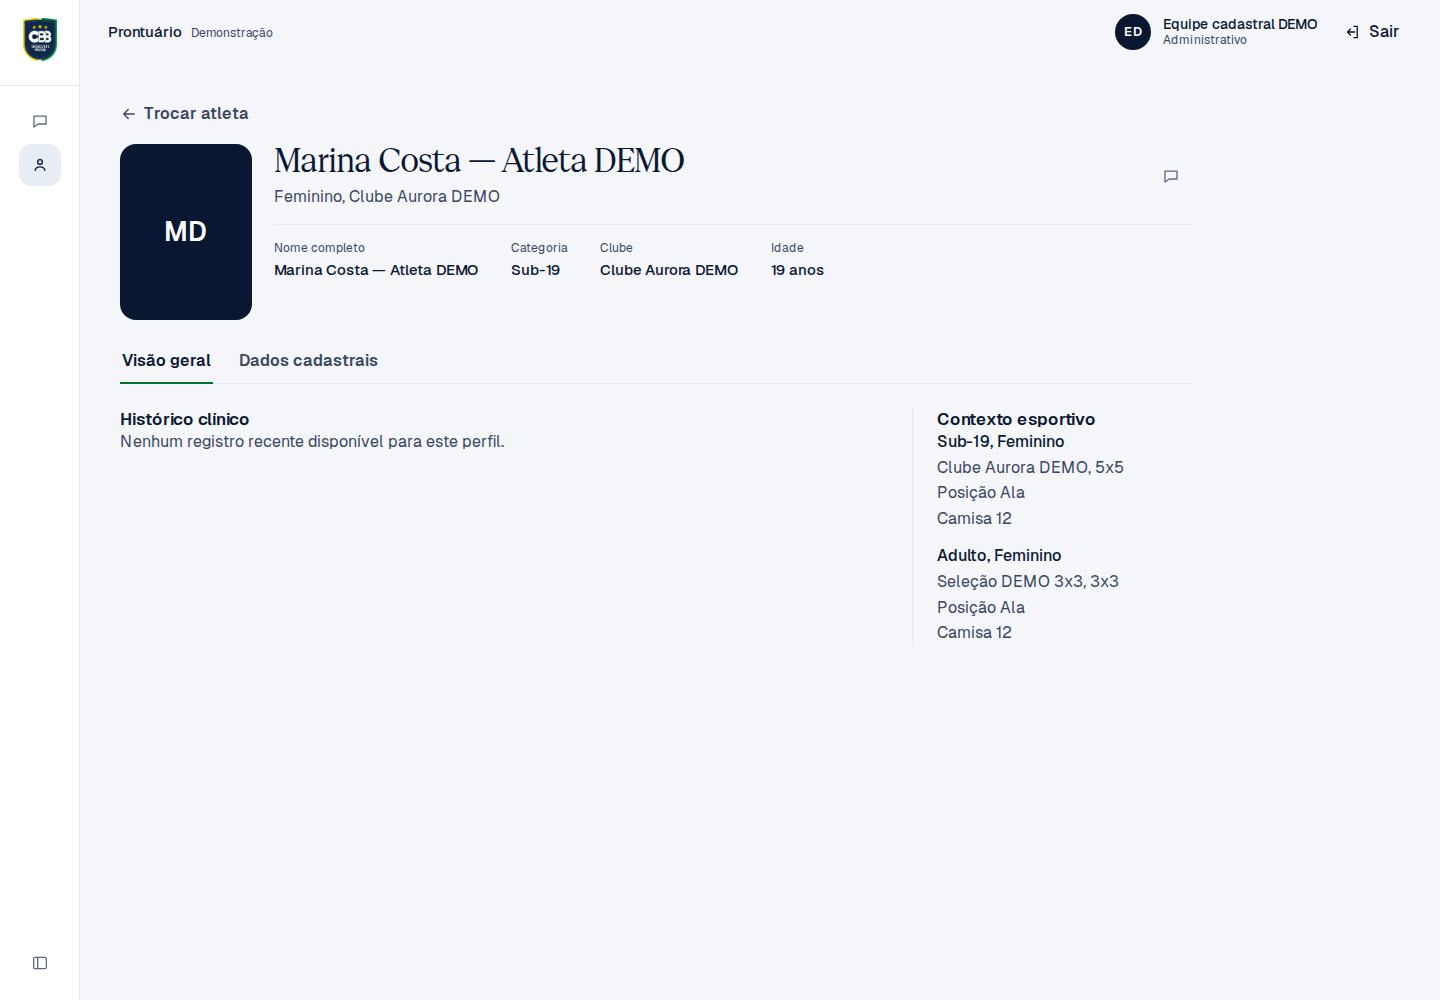 CBB
Prontuário Demonstração
ED
Equipe cadastral DEMO
Administrativo
Sair
Trocar atleta
MD
Marina Costa — Atleta DEMO
Feminino, Clube Aurora DEMO
Nome completo
Marina Costa — Atleta DEMO
Categoria
Sub-19
Clube
Clube Aurora DEMO
Idade
19 anos
Visão geral
Dados cadastrais
Histórico clínico
Nenhum registro recente disponível para este perfil.
Contexto esportivo
Sub-19, Feminino
Clube Aurora DEMO, 5x5
Posição Ala
Camisa 12
Adulto, Feminino
Seleção DEMO 3x3, 3x3
Posição Ala
Camisa 12